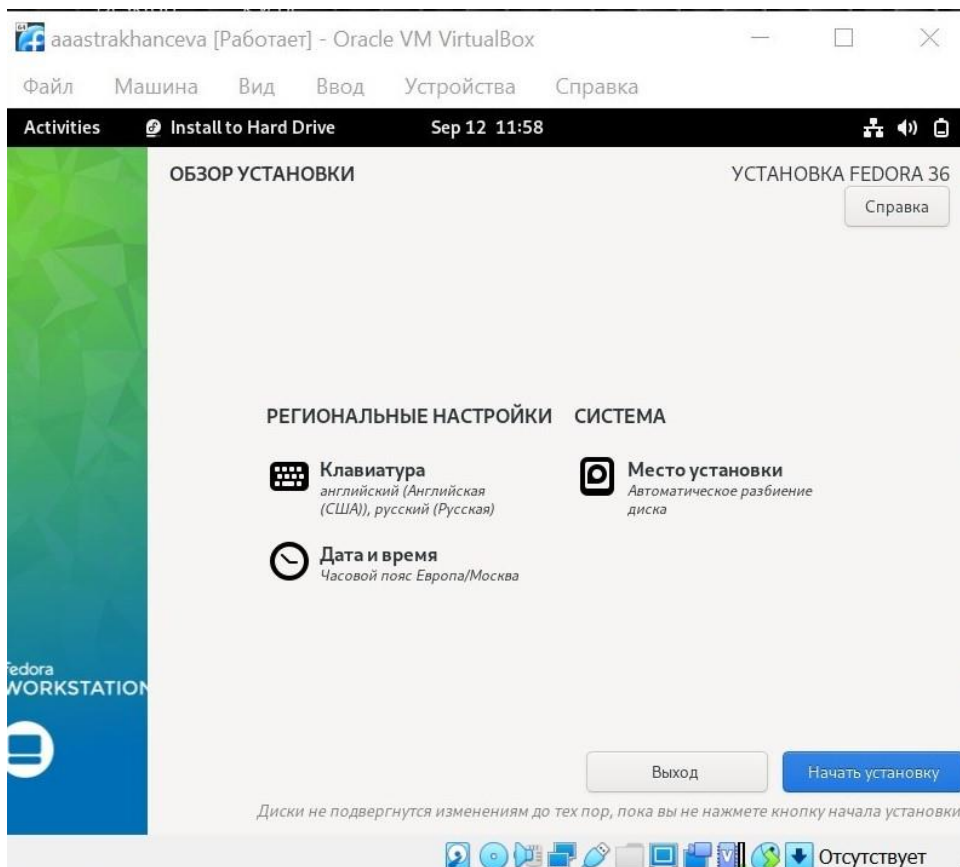 aaastrakhanceva [Работает] - Oracle VM VirtualBox
Файл Машина Вид Ввод Устройства Справка
Activities Install to Hard Drive Sep 12 11:58
ОБЗОР УСТАНОВКИ УСТАНОВКА FEDORA 36
Справка
РЕГИОНАЛЬНЫЕ НАСТРОЙКИ СИСТЕМА
Клавиатура
английский (Английская
(США)), русский (Русская)
Место установки
Автоматическое разбиение
диска
Дата и время
Часовой пояс Европа/Москва
fedora
WORKSTATION
Выход Начать установку
Диски не подвергнутся изменениям до тех пор, пока вы не нажмете кнопку начала установки
Отсутствует